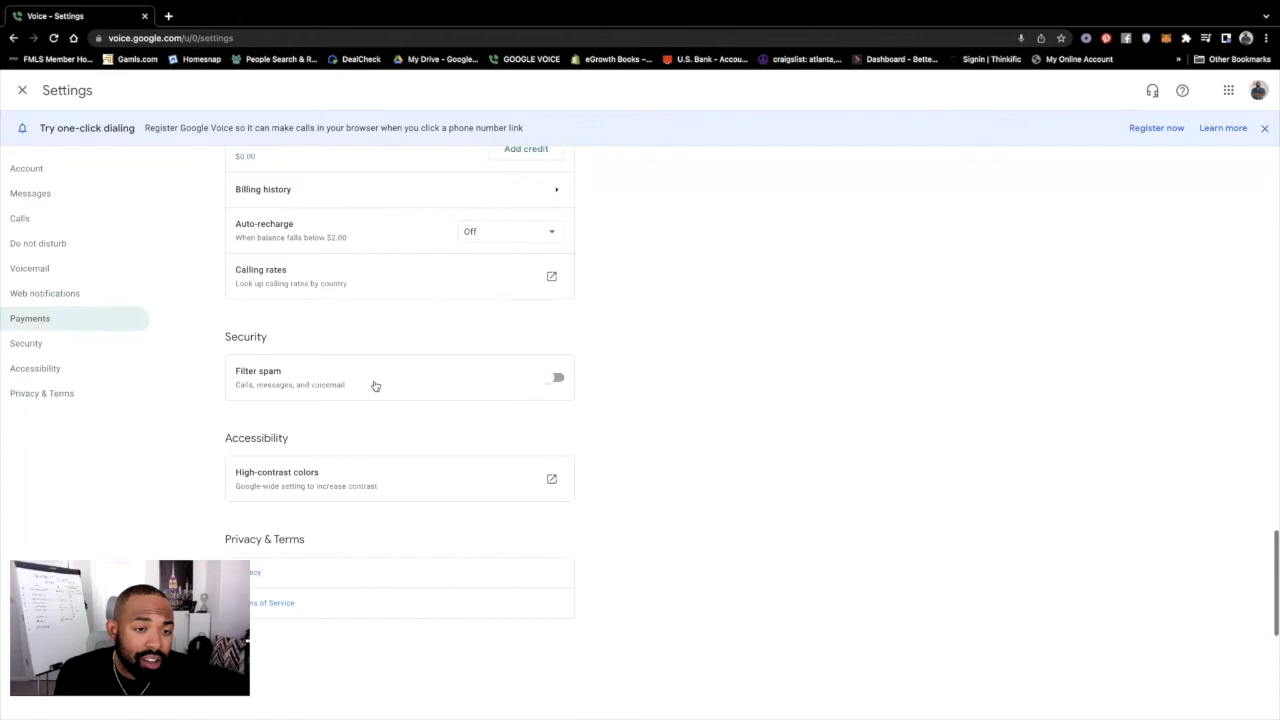 Voice - Settings
voice.google.com/u/0/settings
FMLS Member Ho...
Gamls.com
Homesnap
People Search & R...
DealCheck
My Drive - Google...
GOOGLE VOICE
eGrowth Books –...
U.S. Bank - Accou...
craigslist: atlanta,...
Dashboard - Bette...
Signin | Thinkific
My Online Account
»
Other Bookmarks
Settings
Try one-click dialing
Register Google Voice so it can make calls in your browser when you click a phone number link
Register now
Learn more
Account
Messages
Calls
Do not disturb
Voicemail
Web notifications
Payments
Security
Accessibility
Privacy & Terms
$0.00
Add credit
Billing history
Auto-recharge
When balance falls below $2.00
Off
Calling rates
Look up calling rates by country
Security
Filter spam
Calls, messages, and voicemail
Accessibility
High-contrast colors
Google-wide setting to increase contrast
Privacy & Terms
acy
ns of Service